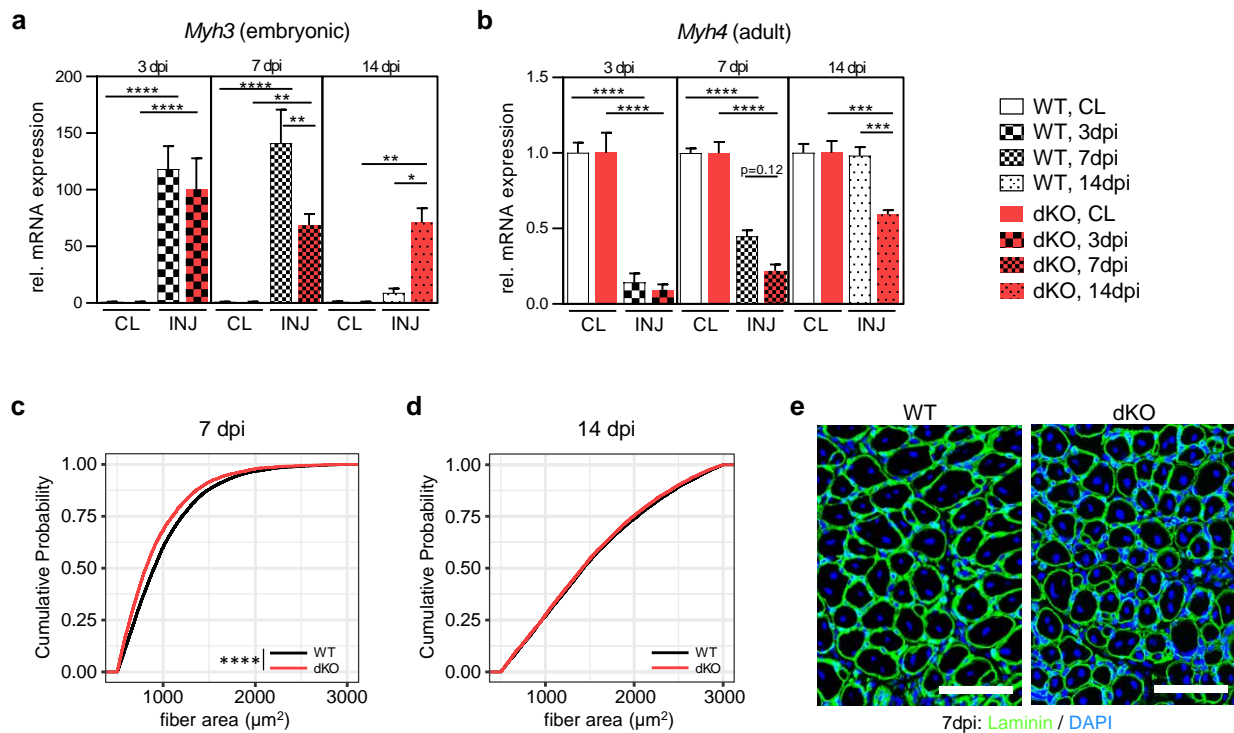 a
Myh3 (embryonic)
3 dpi 7 dpi 14 dpi
rel. mRNA expression
200
150
100
50
0
**** **** **** ** ** ** *
CL INJ CL INJ CL INJ
b
Myh4 (adult)
3 dpi 7 dpi 14 dpi
rel. mRNA expression
1.5
1.0
0.5
0.0
**** **** **** **** p=0.12 *** ***
CL INJ CL INJ CL INJ
WT, CL
WT, 3dpi
WT, 7dpi
WT, 14dpi
dKO, CL
dKO, 3dpi
dKO, 7dpi
dKO, 14dpi
c
7 dpi
Cumulative Probability
1.00
0.75
0.50
0.25
0.00
****
WT
dKO
1000 2000 3000
fiber area (µm²)
d
14 dpi
Cumulative Probability
1.00
0.75
0.50
0.25
0.00
WT
dKO
1000 2000 3000
fiber area (µm²)
e
WT dKO
7dpi: Laminin / DAPI